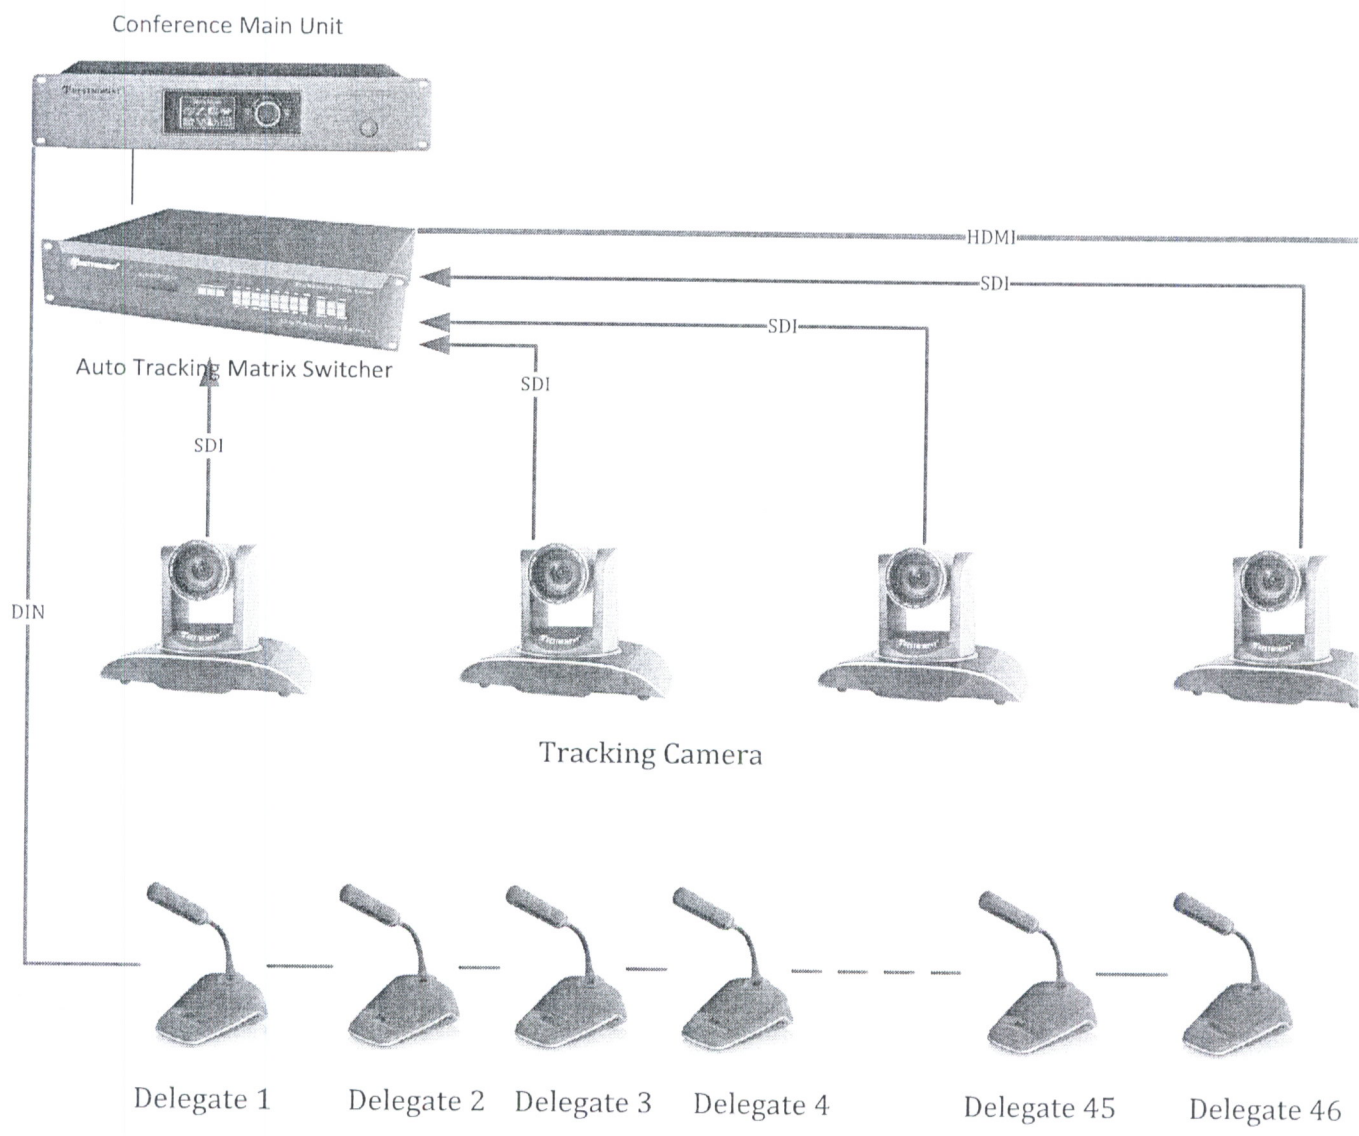 Conference Main Unit
HDMI
SDI
SDI
Auto Tracking Matrix Switcher
SDI
SDI
DIN
Tracking Camera
Delegate 1
Delegate 2
Delegate 3
Delegate 4
Delegate 45
Delegate 46